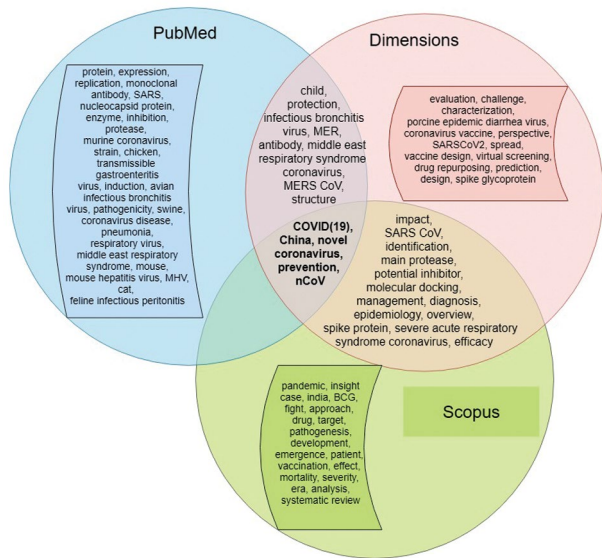 PubMed
Dimensions
protein, expression,
replication, monoclonal
antibody, SARS,
nucleocapsid protein,
enzyme, inhibition,
protease,
murine coronavirus,
strain, chicken,
transmissible
gastroenteritis
virus, induction, avian
infectious bronchitis
virus, pathogenicity, swine,
coronavirus disease,
pneumonia,
respiratory virus,
middle east respiratory
syndrome, mouse,
mouse hepatitis virus, MHV,
cat,
feline infectious peritonitis
child,
protection,
infectious bronchitis
virus, MER,
antibody, middle east
respiratory syndrome
coronavirus,
MERS CoV,
structure
evaluation, challenge,
characterization,
porcine epidemic diarrhea virus,
coronavirus vaccine, perspective,
SARSCoV2, spread,
vaccine design, virtual screening,
drug repurposing, prediction,
design, spike glycoprotein
COVID(19),
China, novel
coronavirus,
prevention,
nCoV
impact,
SARS CoV,
identification,
main protease,
potential inhibitor,
molecular docking,
management, diagnosis,
epidemiology, overview,
spike protein, severe acute respiratory
syndrome coronavirus, efficacy
pandemic, insight
case, india, BCG,
fight, approach,
drug, target,
pathogenesis,
development,
emergence, patient,
vaccination, effect,
mortality, severity,
era, analysis,
systematic review
Scopus